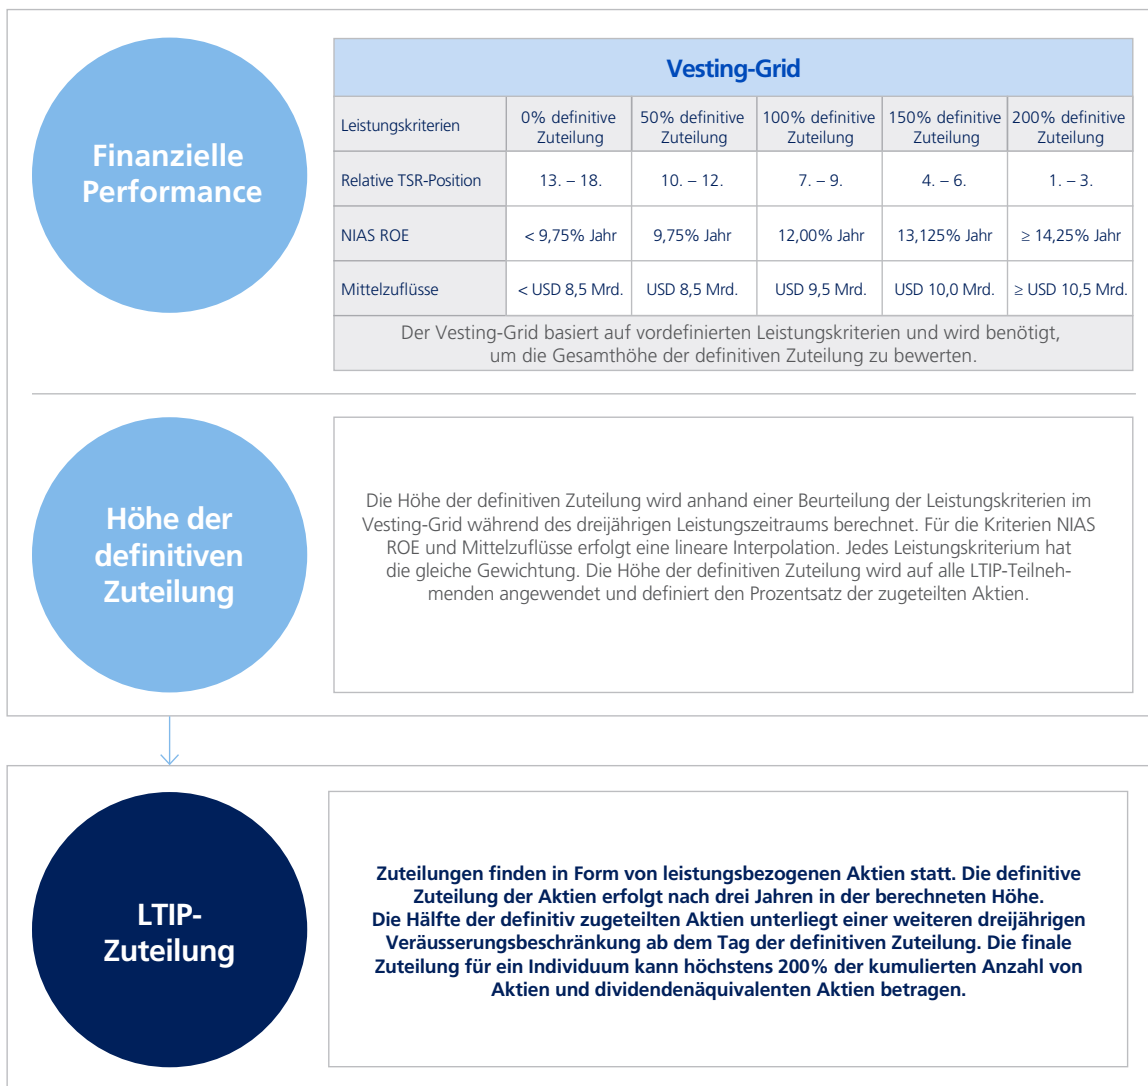 Finanzielle
Performance
Vesting-Grid
Leistungskriterien
0% definitive
Zuteilung
50% definitive
Zuteilung
100% definitive
Zuteilung
150% definitive
Zuteilung
200% definitive
Zuteilung
Relative TSR-Position
13. – 18.
10. – 12.
7. – 9.
4. – 6.
1. – 3.
NIAS ROE
< 9,75% Jahr
9,75% Jahr
12,00% Jahr
13,125% Jahr
≥ 14,25% Jahr
Mittelzuflüsse
< USD 8,5 Mrd.
USD 8,5 Mrd.
USD 9,5 Mrd.
USD 10,0 Mrd.
≥ USD 10,5 Mrd.
Der Vesting-Grid basiert auf vordefinierten Leistungskriterien und wird benötigt,
um die Gesamthöhe der definitiven Zuteilung zu bewerten.
Höhe der
definitiven
Zuteilung
Die Höhe der definitiven Zuteilung wird anhand einer Beurteilung der Leistungskriterien im
Vesting-Grid während des dreijährigen Leistungszeitraums berechnet. Für die Kriterien NIAS
ROE und Mittelzuflüsse erfolgt eine lineare Interpolation. Jedes Leistungskriterium hat
die gleiche Gewichtung. Die Höhe der definitiven Zuteilung wird auf alle LTIP-Teilneh-
menden angewendet und definiert den Prozentsatz der zugeteilten Aktien.
LTIP-
Zuteilung
Zuteilungen finden in Form von leistungsbezogenen Aktien statt. Die definitive
Zuteilung der Aktien erfolgt nach drei Jahren in der berechneten Höhe.
Die Hälfte der definitiv zugeteilten Aktien unterliegt einer weiteren dreijährigen
Veräusserungsbeschränkung ab dem Tag der definitiven Zuteilung. Die finale
Zuteilung für ein Individuum kann höchstens 200% der kumulierten Anzahl von
Aktien und dividendenäquivalenten Aktien betragen.